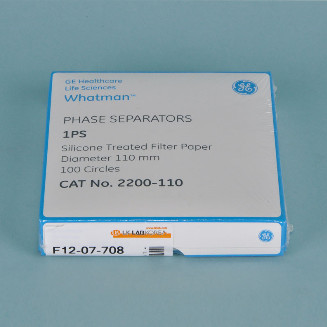 GE Healthcare
Life Sciences
Whatman™
PHASE SEPARATORS
1PS
Silicone Treated Filter Paper
Diameter 110 mm
100 Circles
CAT No. 2200-110
F12-07-708